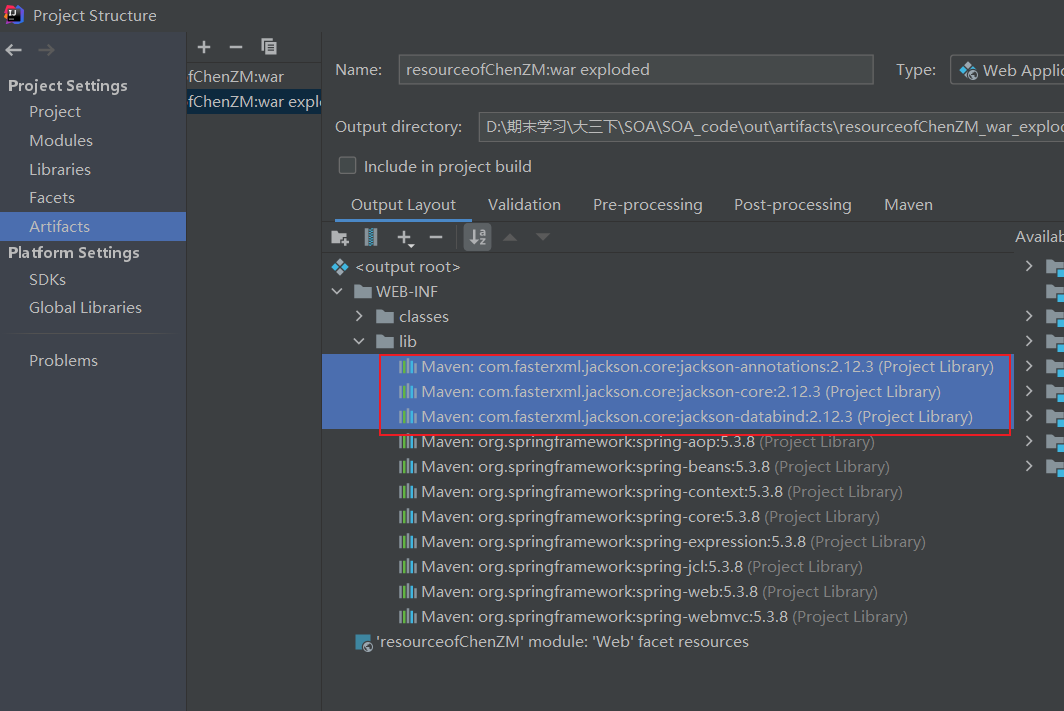 Project Structure
Project Settings
Project
Modules
Libraries
Facets
Artifacts
Platform Settings
SDKs
Global Libraries
Problems
fChenZM:war
fChenZM:war expl
Name: resourceofChenZM:war exploded Type: Web Applic
Output directory: D:\期末学习\大三下\SOA\SOA_code\out\artifacts\resourceofChenZM_war_explod
Include in project build
Output Layout Validation Pre-processing Post-processing Maven
Availab
<output root>
WEB-INF
classes
lib
Maven: com.fasterxml.jackson.core:jackson-annotations:2.12.3 (Project Library)
Maven: com.fasterxml.jackson.core:jackson-core:2.12.3 (Project Library)
Maven: com.fasterxml.jackson.core:jackson-databind:2.12.3 (Project Library)
Maven: org.springframework:spring-aop:5.3.8 (Project Library)
Maven: org.springframework:spring-beans:5.3.8 (Project Library)
Maven: org.springframework:spring-context:5.3.8 (Project Library)
Maven: org.springframework:spring-core:5.3.8 (Project Library)
Maven: org.springframework:spring-expression:5.3.8 (Project Library)
Maven: org.springframework:spring-jcl:5.3.8 (Project Library)
Maven: org.springframework:spring-web:5.3.8 (Project Library)
Maven: org.springframework:spring-webmvc:5.3.8 (Project Library)
'resourceofChenZM' module: 'Web' facet resources